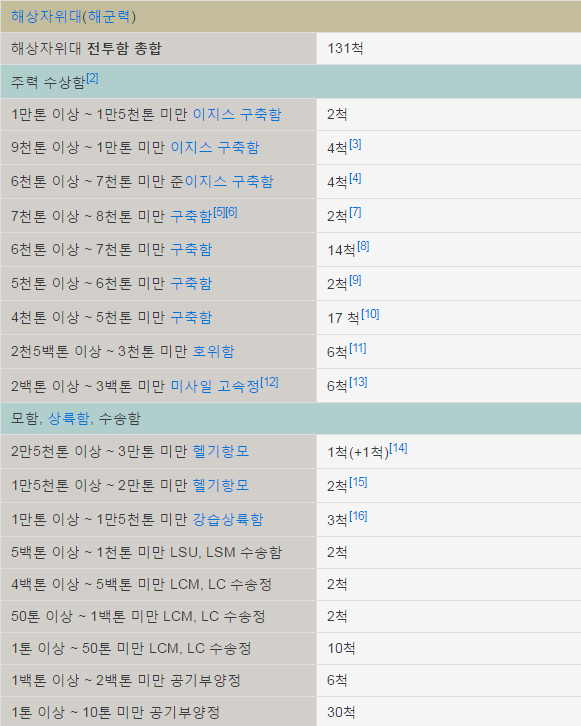 해상자위대(해군력)
해상자위대 전투함 총합 131척
주력 수상함[2]
1만톤 이상 ~ 1만5천톤 미만 이지스 구축함 2척
9천톤 이상 ~ 1만톤 미만 이지스 구축함 4척[3]
6천톤 이상 ~ 7천톤 미만 준이지스 구축함 4척[4]
7천톤 이상 ~ 8천톤 미만 구축함[5][6] 2척[7]
6천톤 이상 ~ 7천톤 미만 구축함 14척[8]
5천톤 이상 ~ 6천톤 미만 구축함 2척[9]
4천톤 이상 ~ 5천톤 미만 구축함 17 척[10]
2천5백톤 이상 ~ 3천톤 미만 호위함 6척[11]
2백톤 이상 ~ 3백톤 미만 미사일 고속정[12] 6척[13]
모함, 상륙함, 수송함
2만5천톤 이상 ~ 3만톤 미만 헬기항모 1척(+1척)[14]
1만5천톤 이상 ~ 2만톤 미만 헬기항모 2척[15]
1만톤 이상 ~ 1만5천톤 미만 강습상륙함 3척[16]
5백톤 이상 ~ 1천톤 미만 LSU, LSM 수송함 2척
4백톤 이상 ~ 5백톤 미만 LCM, LC 수송정 2척
50톤 이상 ~ 1백톤 미만 LCM, LC 수송정 2척
1톤 이상 ~ 50톤 미만 LCM, LC 수송정 10척
1백톤 이상 ~ 2백톤 미만 공기부양정 6척
1톤 이상 ~ 10톤 미만 공기부양정 30척